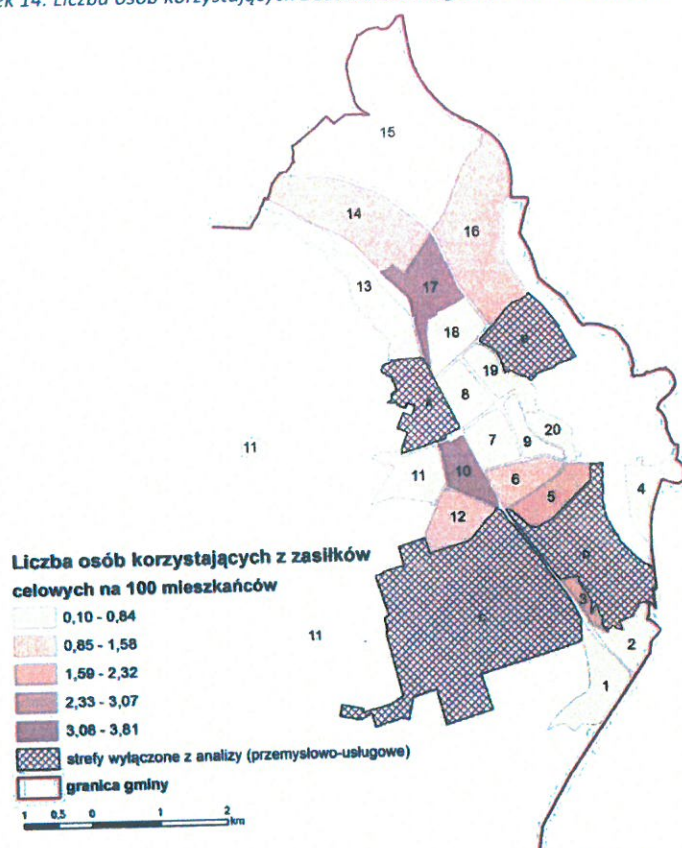 15
14
16
13
17
18
19
8
11
7
9
20
11
10
6
5
4
12
3
11
2
1
Liczba osób korzystających z zasiłków
celowych na 100 mieszkańców
0,10 - 0,84
0,85 - 1,58
1,59 - 2,32
2,33 - 3,07
3,08 - 3,81
strefy wyłączone z analizy (przemysłowo-usługowe)
granica gminy
1 0,5 0 1 2
km